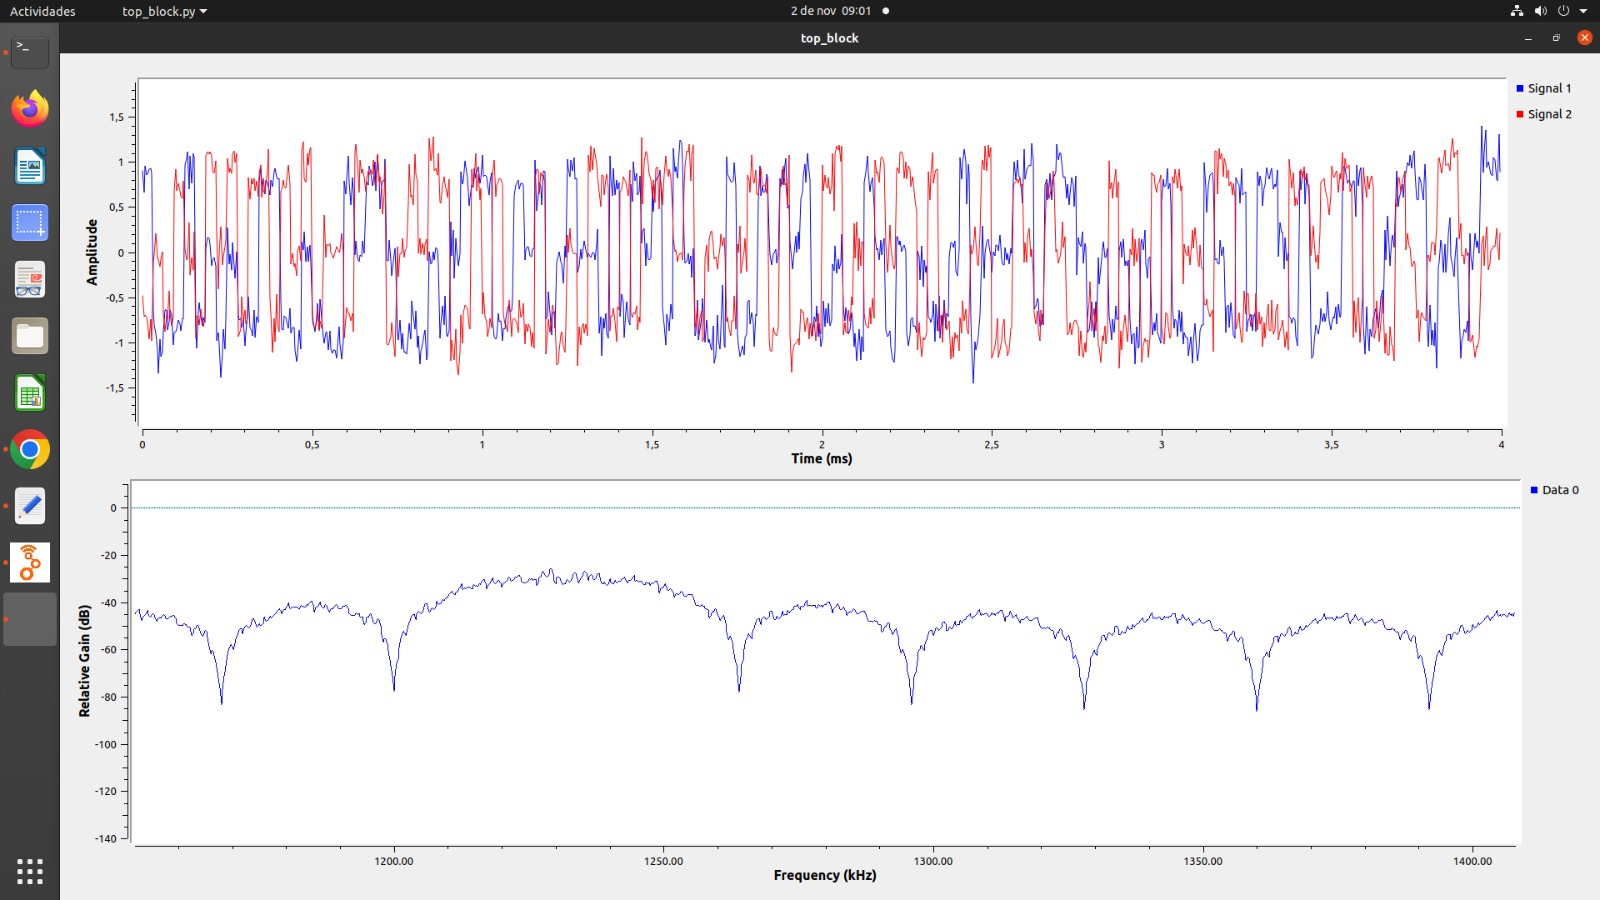 Actividades top_block.py 2 de nov 09:01
top_block
Signal 1
Signal 2
Amplitude
1,5
1
0,5
0
-0,5
-1
-1,5
0 0,5 1 1,5 2 2,5 3 3,5 4
Time (ms)
Data 0
Relative Gain (dB)
0
-20
-40
-60
-80
-100
-120
-140
1200.00 1250.00 1300.00 1350.00 1400.00
Frequency (kHz)